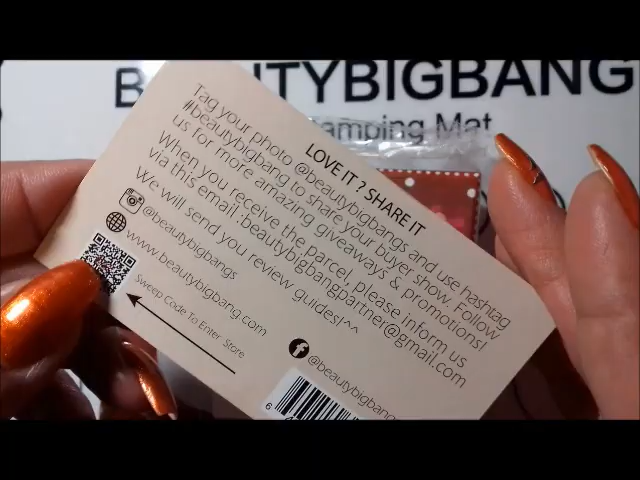 BEAUTYBIGBANG
Stamping Mat
LOVE IT ? SHARE IT
Tag your photo @beautybigbangs and use hashtag
#beautybigbang to share your buyer show. Follow
us for more amazing giveaways & promotions!
When you receive the parcel, please inform us
via this email :beautybigbangpartner@gmail.com
We will send you review guides!^^
@beautybigbangs
www.beautybigbang.com
Sweep Code To Enter Store
@beautybigbang
6